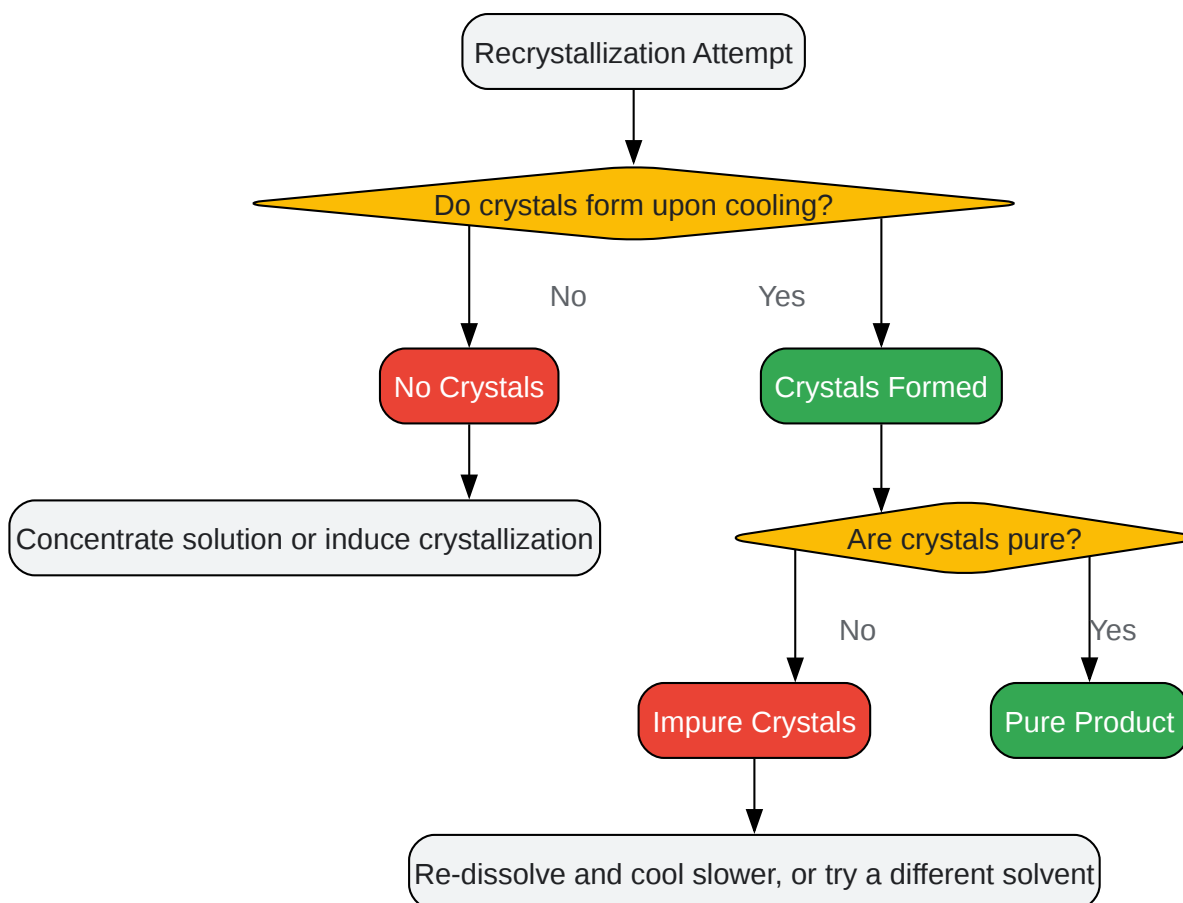 Recrystallization Attempt
Do crystals form upon cooling?
No
Yes
No Crystals
Crystals Formed
Concentrate solution or induce crystallization
Are crystals pure?
No
Yes
Impure Crystals
Pure Product
Re-dissolve and cool slower, or try a different solvent